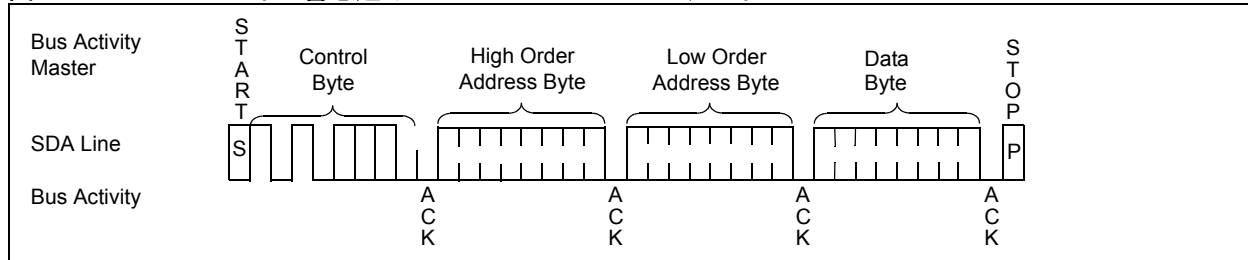 Bus Activity
Master
START
Control
Byte
High Order
Address Byte
Low Order
Address Byte
Data
Byte
STOP
SDA Line
S
P
Bus Activity
ACK
ACK
ACK
ACK